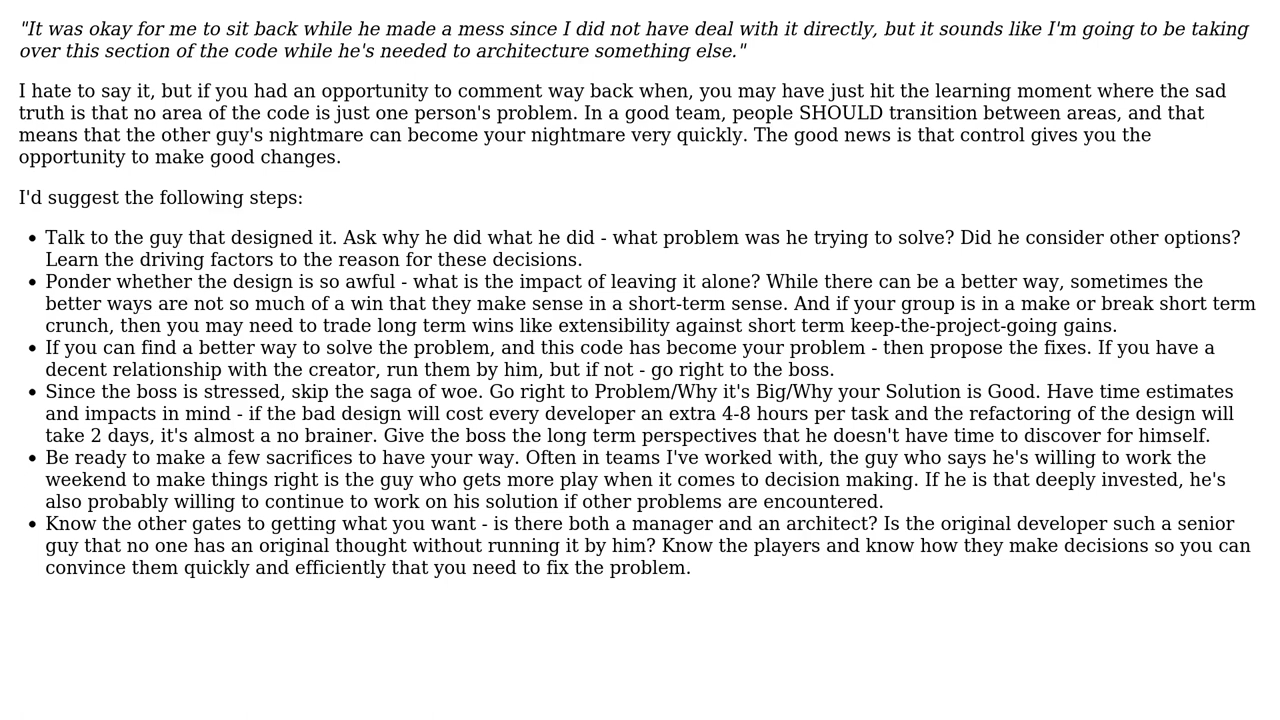 "It was okay for me to sit back while he made a mess since I did not have deal with it directly, but it sounds like I'm going to be taking
over this section of the code while he's needed to architecture something else."
I hate to say it, but if you had an opportunity to comment way back when, you may have just hit the learning moment where the sad
truth is that no area of the code is just one person's problem. In a good team, people SHOULD transition between areas, and that
means that the other guy's nightmare can become your nightmare very quickly. The good news is that control gives you the
opportunity to make good changes.
I'd suggest the following steps:
• Talk to the guy that designed it. Ask why he did what he did - what problem was he trying to solve? Did he consider other options?
Learn the driving factors to the reason for these decisions.
• Ponder whether the design is so awful - what is the impact of leaving it alone? While there can be a better way, sometimes the
better ways are not so much of a win that they make sense in a short-term sense. And if your group is in a make or break short term
crunch, then you may need to trade long term wins like extensibility against short term keep-the-project-going gains.
• If you can find a better way to solve the problem, and this code has become your problem - then propose the fixes. If you have a
decent relationship with the creator, run them by him, but if not - go right to the boss.
• Since the boss is stressed, skip the saga of woe. Go right to Problem/Why it's Big/Why your Solution is Good. Have time estimates
and impacts in mind - if the bad design will cost every developer an extra 4-8 hours per task and the refactoring of the design will
take 2 days, it's almost a no brainer. Give the boss the long term perspectives that he doesn't have time to discover for himself.
• Be ready to make a few sacrifices to have your way. Often in teams I've worked with, the guy who says he's willing to work the
weekend to make things right is the guy who gets more play when it comes to decision making. If he is that deeply invested, he's
also probably willing to continue to work on his solution if other problems are encountered.
• Know the other gates to getting what you want - is there both a manager and an architect? Is the original developer such a senior
guy that no one has an original thought without running it by him? Know the players and know how they make decisions so you can
convince them quickly and efficiently that you need to fix the problem.